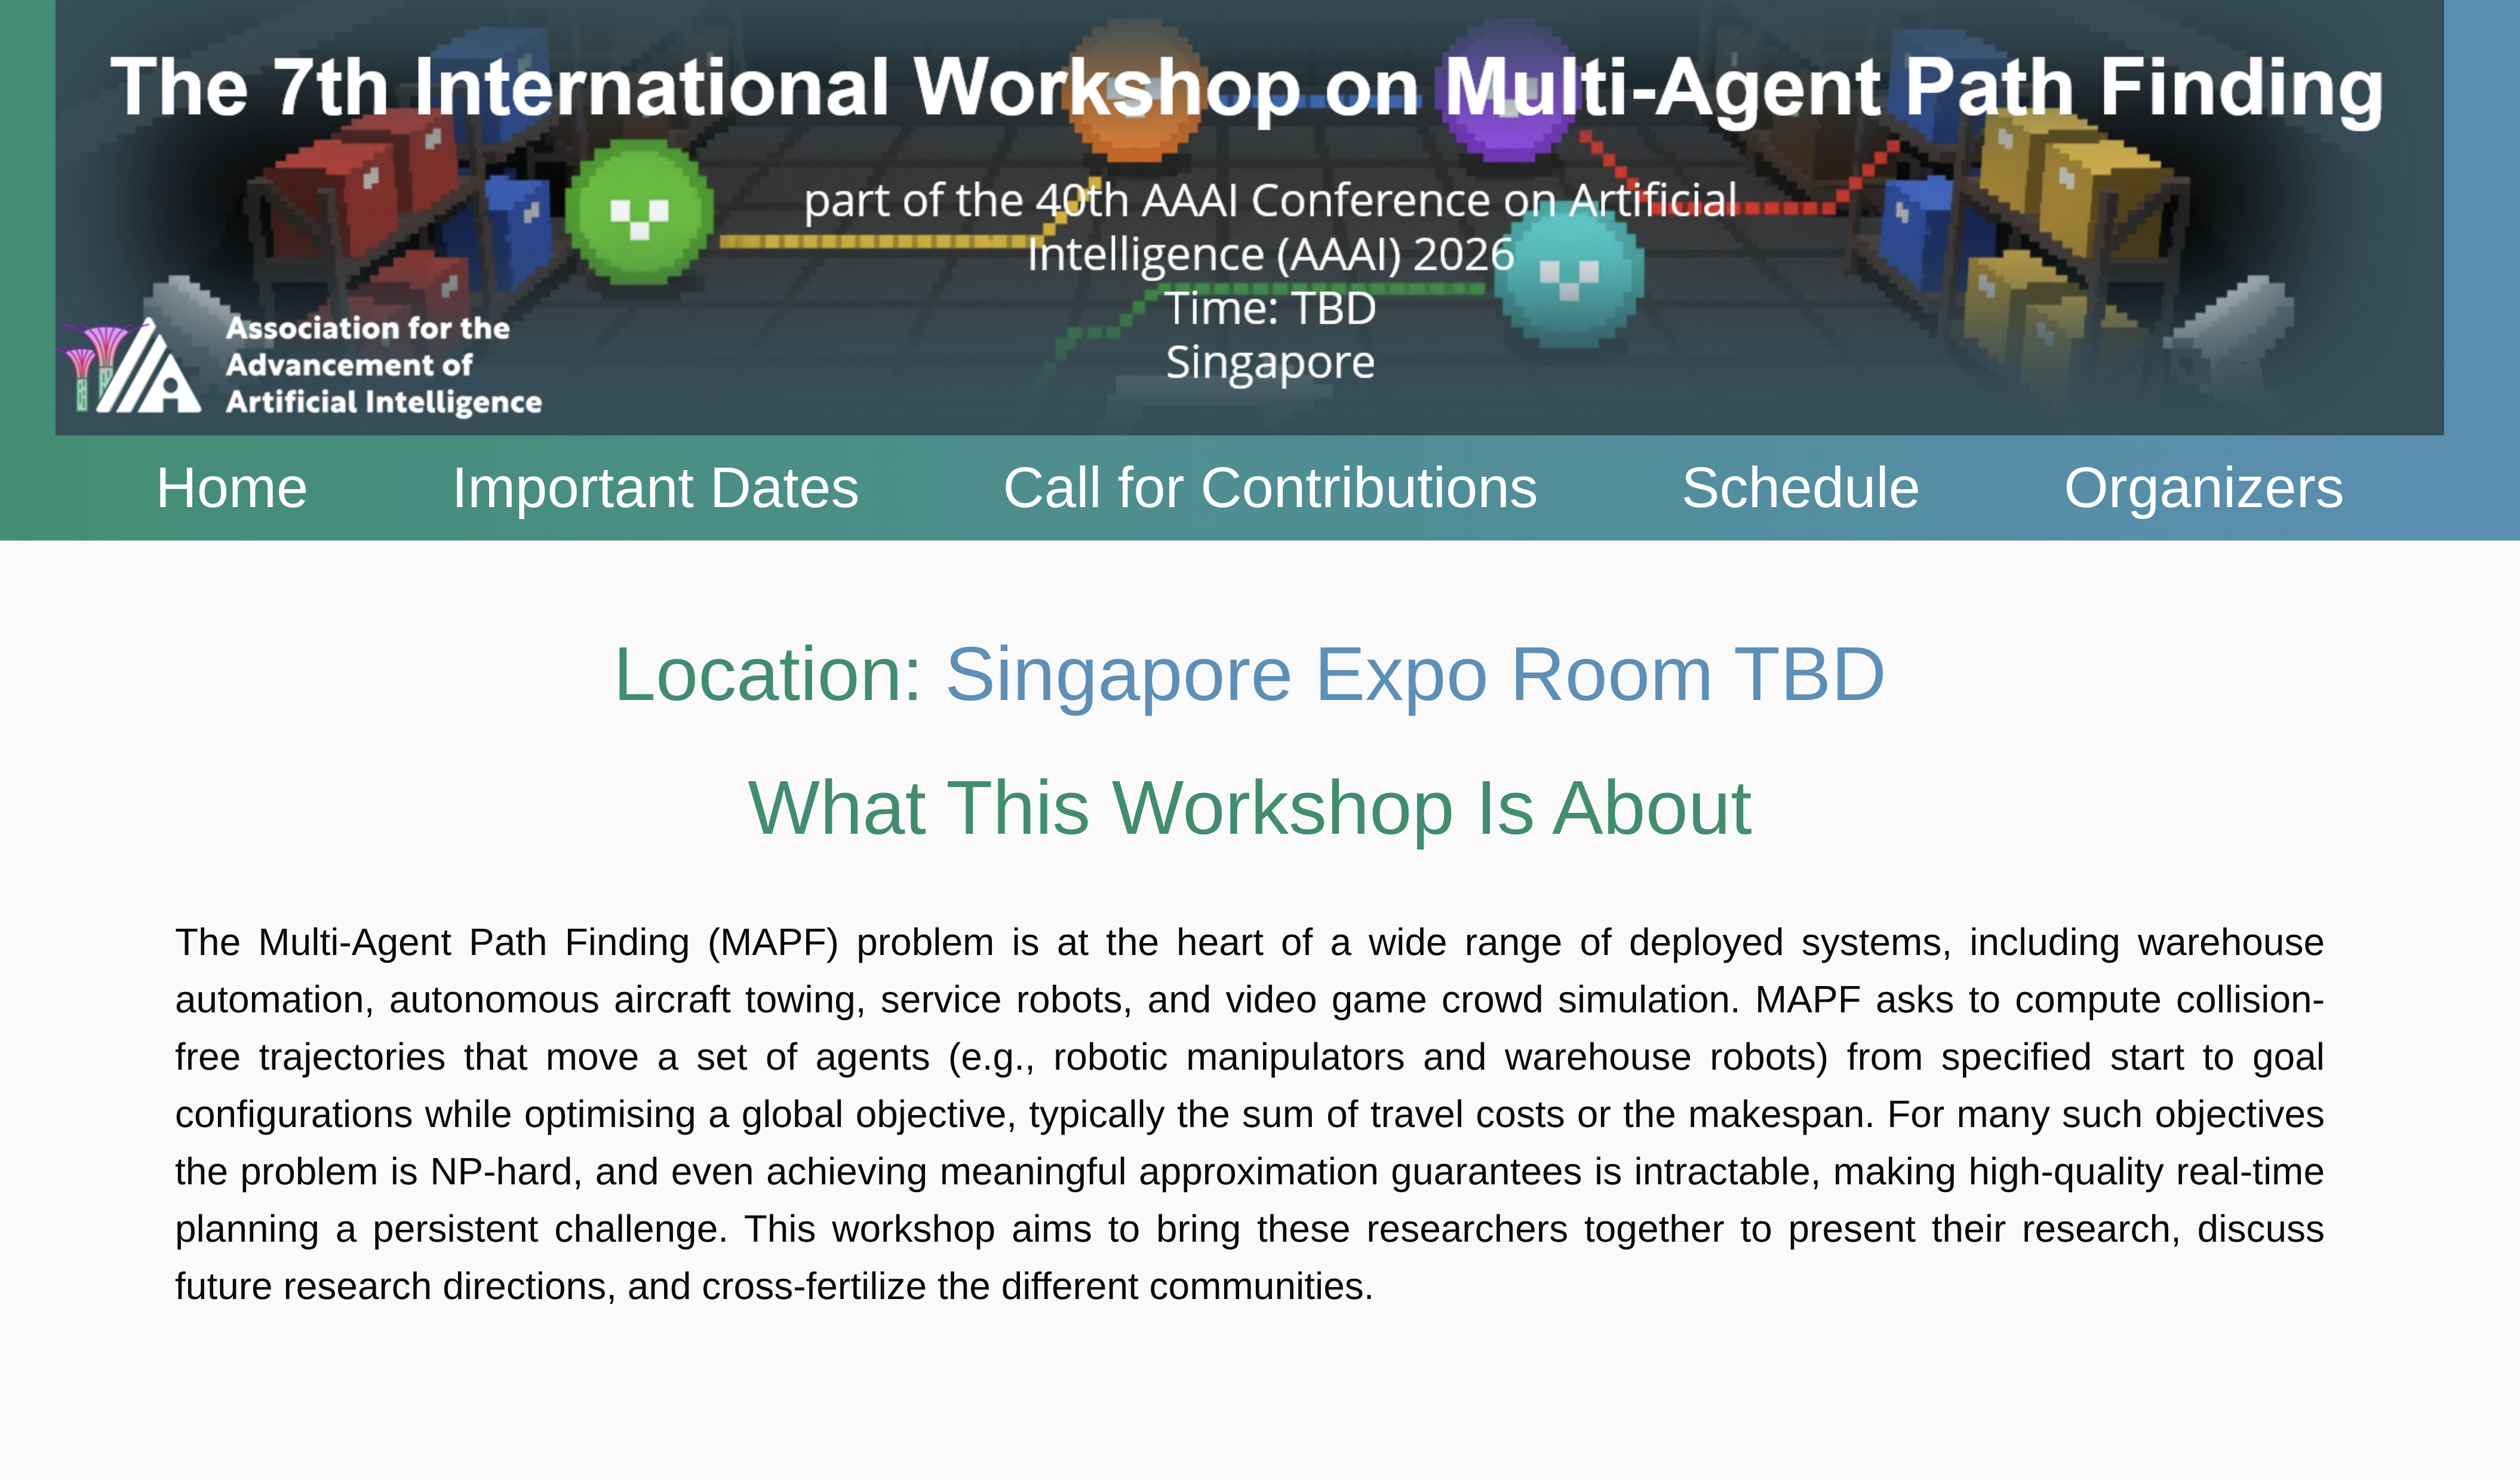 The 7th International Workshop on Multi-Agent Path Finding
part of the 40th AAAI Conference on Artificial
Intelligence (AAAI) 2026
Time: TBD
Singapore
Association for the
Advancement of
Artificial Intelligence
Home Important Dates Call for Contributions Schedule Organizers
Location: Singapore Expo Room TBD
What This Workshop Is About
The Multi-Agent Path Finding (MAPF) problem is at the heart of a wide range of deployed systems, including warehouse
automation, autonomous aircraft towing, service robots, and video game crowd simulation. MAPF asks to compute collision-
free trajectories that move a set of agents (e.g., robotic manipulators and warehouse robots) from specified start to goal
configurations while optimising a global objective, typically the sum of travel costs or the makespan. For many such objectives
the problem is NP-hard, and even achieving meaningful approximation guarantees is intractable, making high-quality real-time
planning a persistent challenge. This workshop aims to bring these researchers together to present their research, discuss
future research directions, and cross-fertilize the different communities.